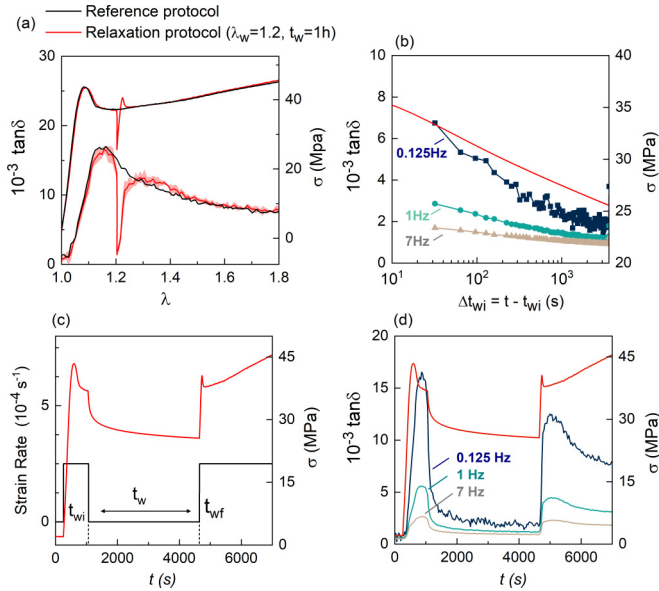 (a)
Reference protocol
Relaxation protocol (λw=1.2, tw=1h)
30
25
20
15
10
5
0
10⁻³ tanδ
40
20
0
σ (Mpa)
1.0 1.2 1.4 1.6 1.8
λ
(b)
10
8
6
4
2
0
10⁻³ tanδ
40
35
30
25
20
σ (MPa)
0.125Hz
1Hz
7Hz
10¹ 10² 10³
Δtwi = t - twi (s)
(c)
5
0
Strain Rate (10⁻⁴ s⁻¹)
45
30
15
0
σ (MPa)
twi
tw
twf
0 2000 4000 6000
t (s)
(d)
20
15
10
5
0
10⁻³ tanδ
45
30
15
0
σ (MPa)
0.125 Hz
1 Hz
7 Hz
0 2000 4000 6000
t (s)